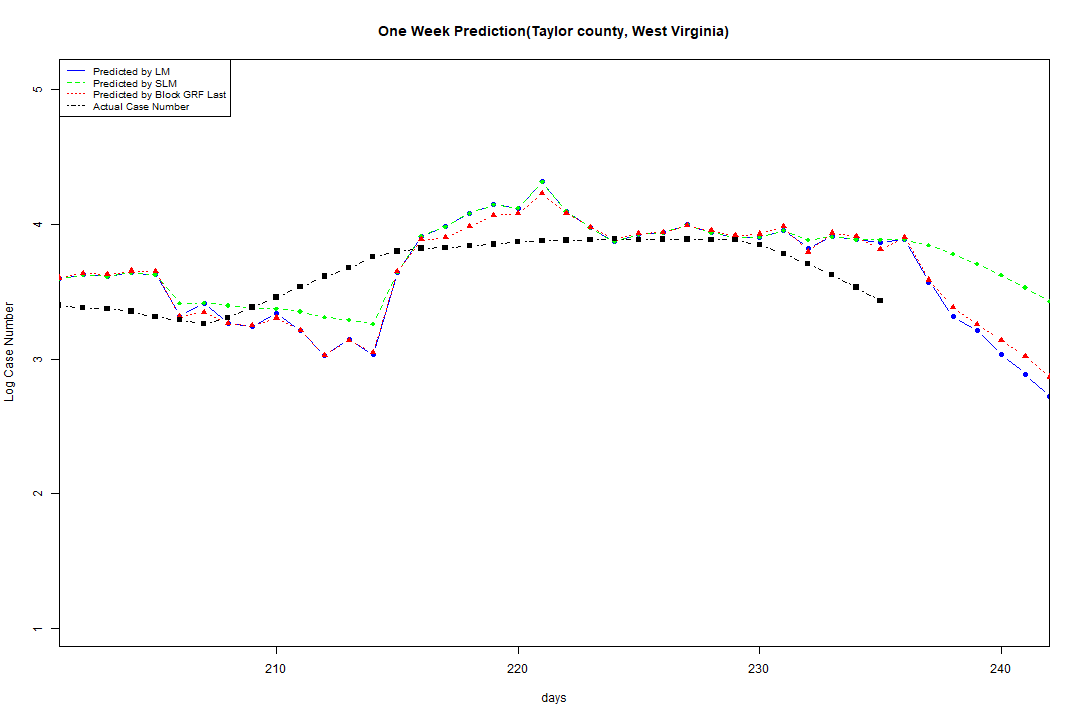 One Week Prediction(Taylor county, West Virginia)
Predicted by LM
Predicted by SLM
Predicted by Block GRF Last
Actual Case Number
5
4
3
2
1
Log Case Number
210
220
230
240
days